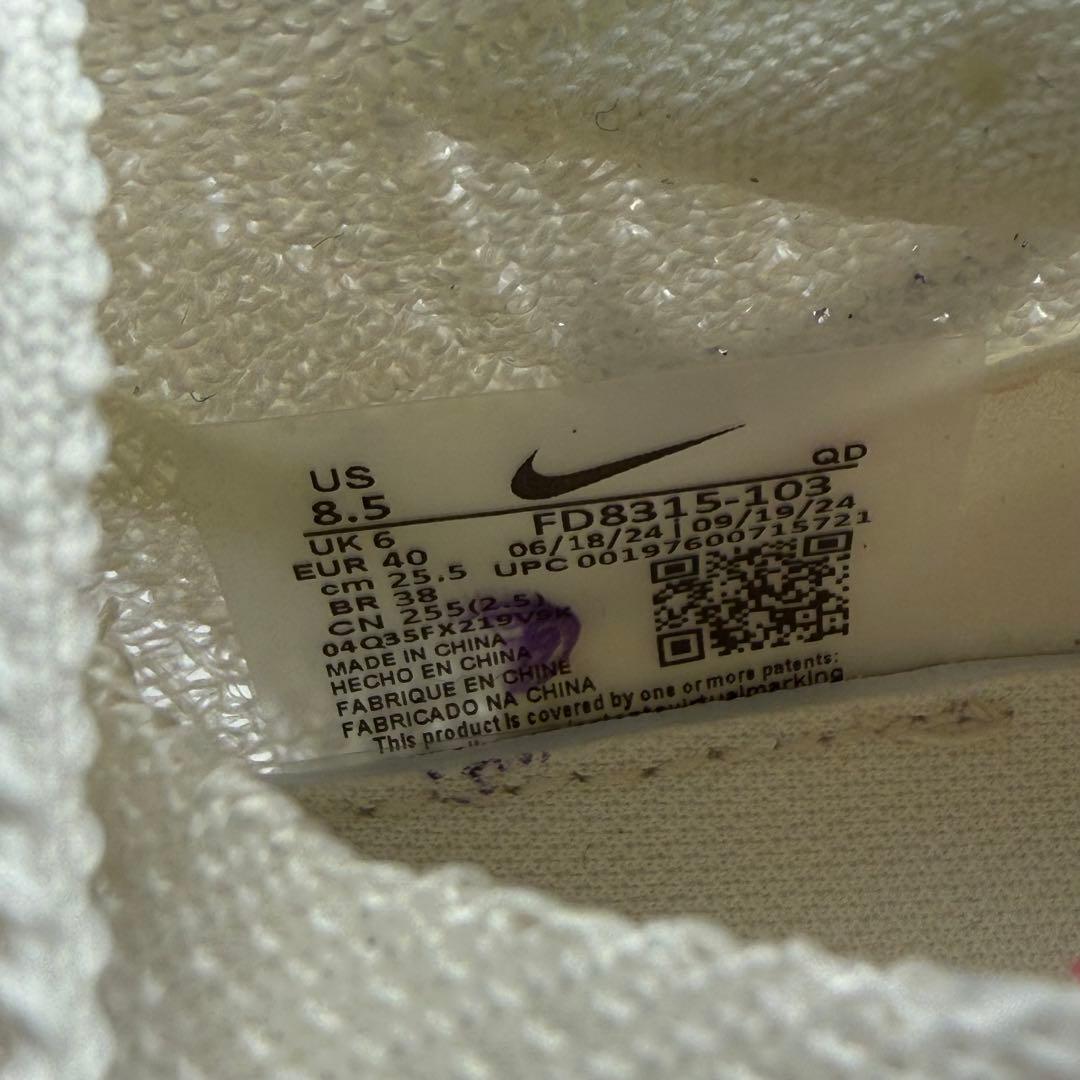 US
8.5
QD
FD8315-103
UK 6
06/18/24 | 09/19/24
EUR 40
UPC 00197600715721
cm 25.5
BR 38
CN 255(2.5)
04Q35FX219V9K
MADE IN CHINA
HECHO EN CHINA
FABRIQUE EN CHINE
FABRICADO NA CHINA
This product is covered by one or more patents: